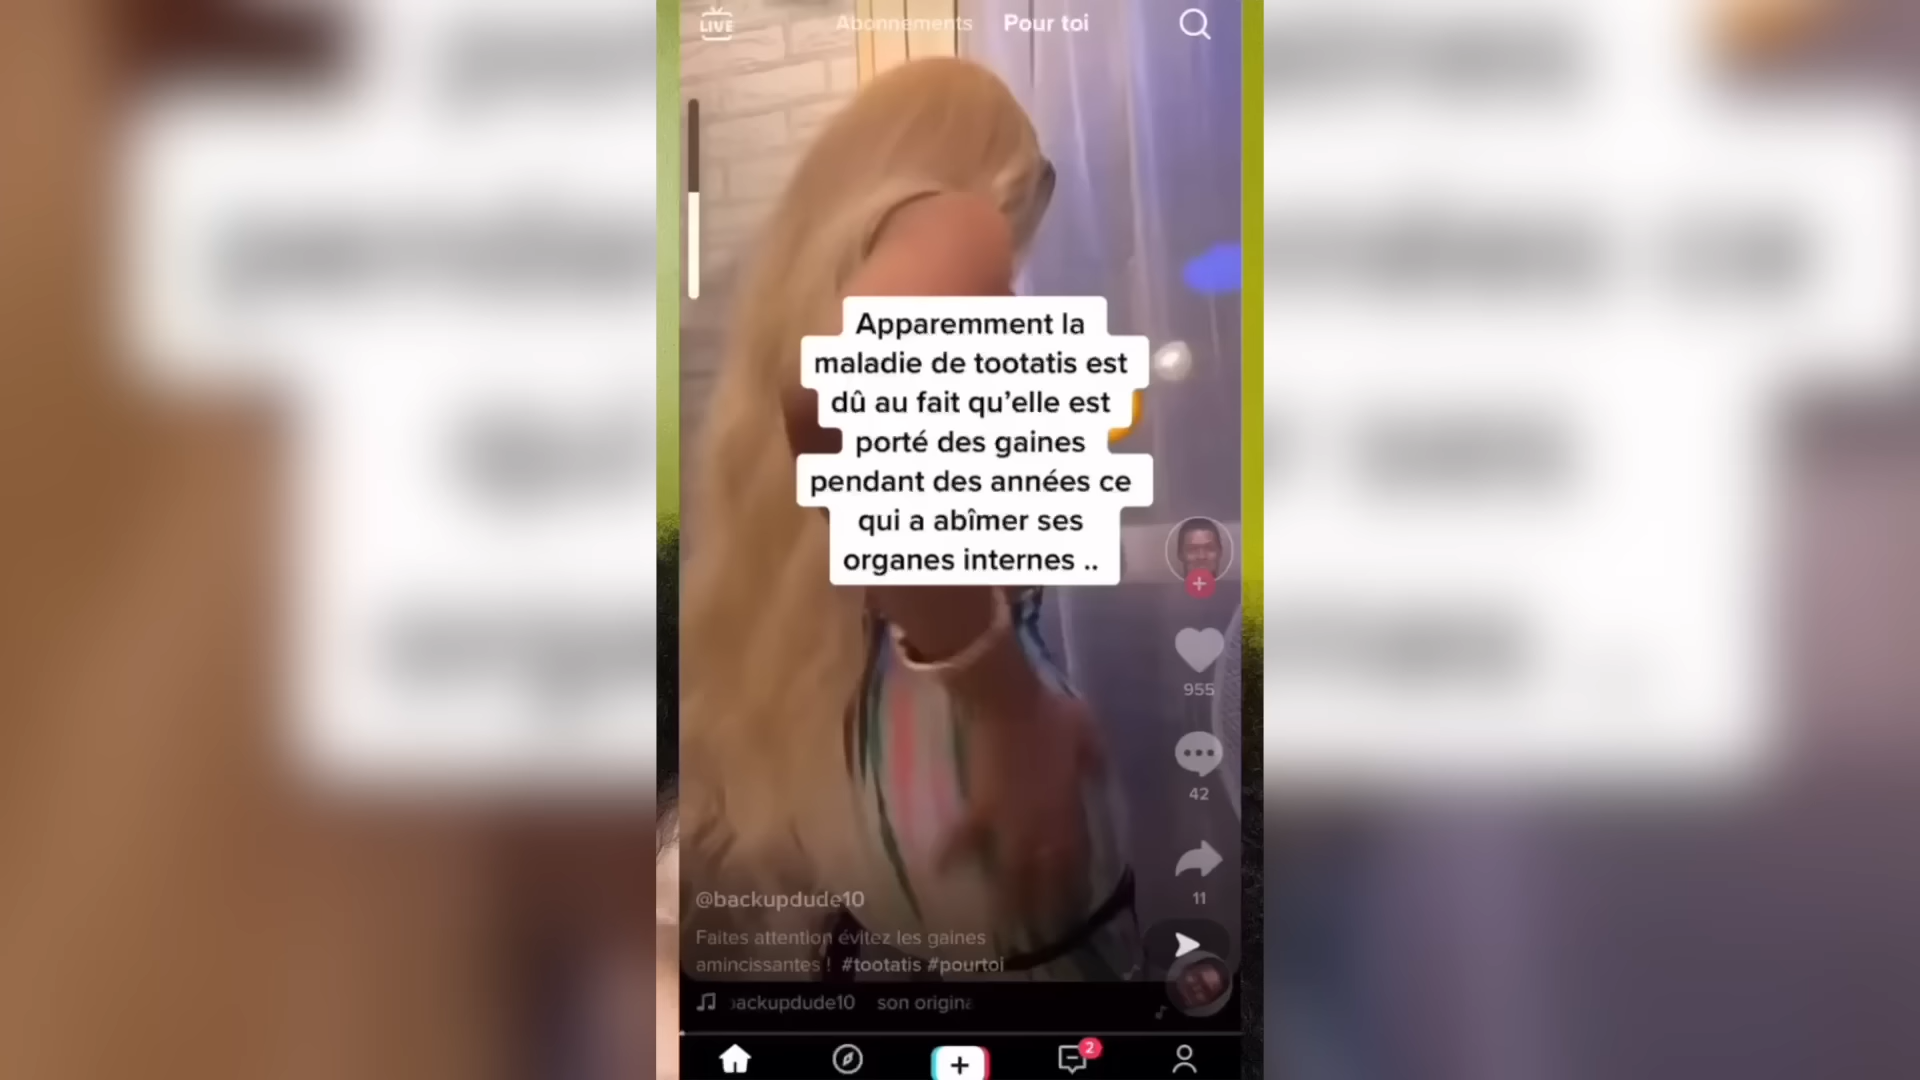 LIVE
Abonnements Pour toi
Apparemment la
maladie de tootatis est
dû au fait qu’elle est
porté des gaines
pendant des années ce
qui a abîmer ses
organes internes ..
955
42
11
@backupdude10
Faites attention évitez les gaines
amincissantes ! #tootatis #pourtoi
backupdude10 son origina
2